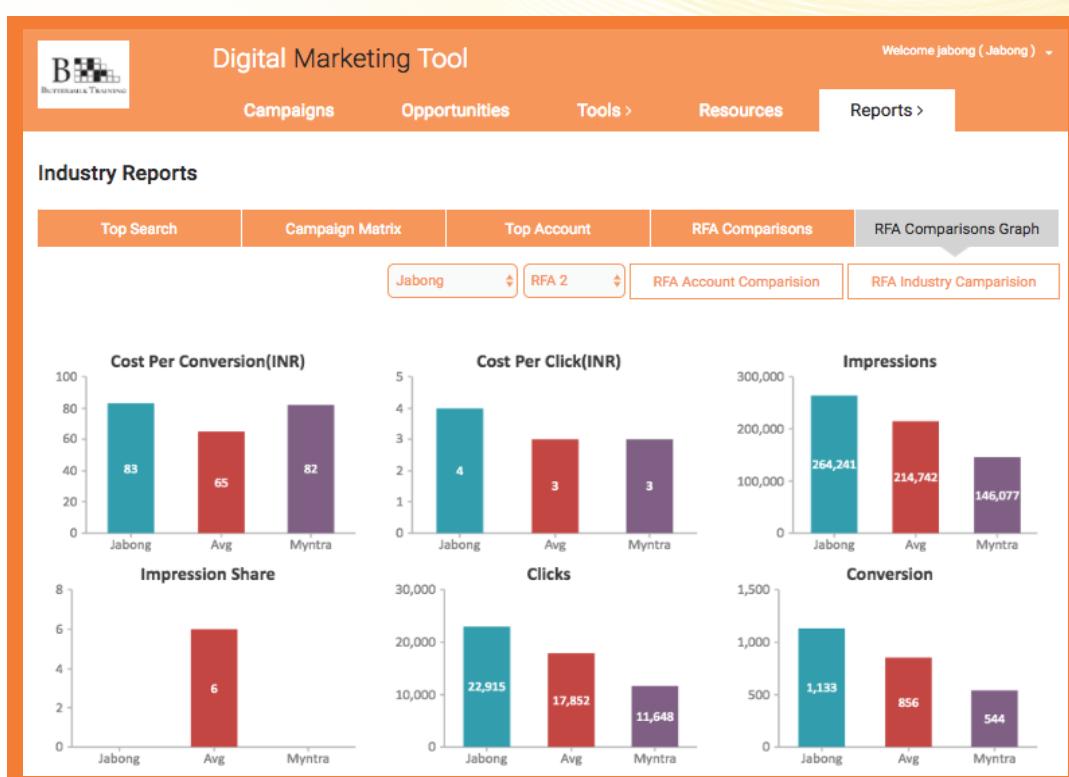 Digital Marketing Tool
Welcome jabong ( Jabong )
B
BUTTERMILK TRAINING
Campaigns Opportunities Tools > Resources Reports >
Industry Reports
Top Search Campaign Matrix Top Account RFA Comparisons RFA Comparisons Graph
Jabong RFA 2 RFA Account Comparision RFA Industry Camparision
Cost Per Conversion(INR)
100
80
60
40
20
0
83
65
82
Jabong Avg Myntra
Cost Per Click(INR)
5
4
3
2
1
0
4
3
3
Jabong Avg Myntra
Impressions
300,000
200,000
100,000
0
264,241
214,742
146,077
Jabong Avg Myntra
Impression Share
8
6
4
2
0
6
Jabong Avg Myntra
Clicks
30,000
20,000
10,000
0
22,915
17,852
11,648
Jabong Avg Myntra
Conversion
1,500
1,000
500
0
1,133
856
544
Jabong Avg Myntra